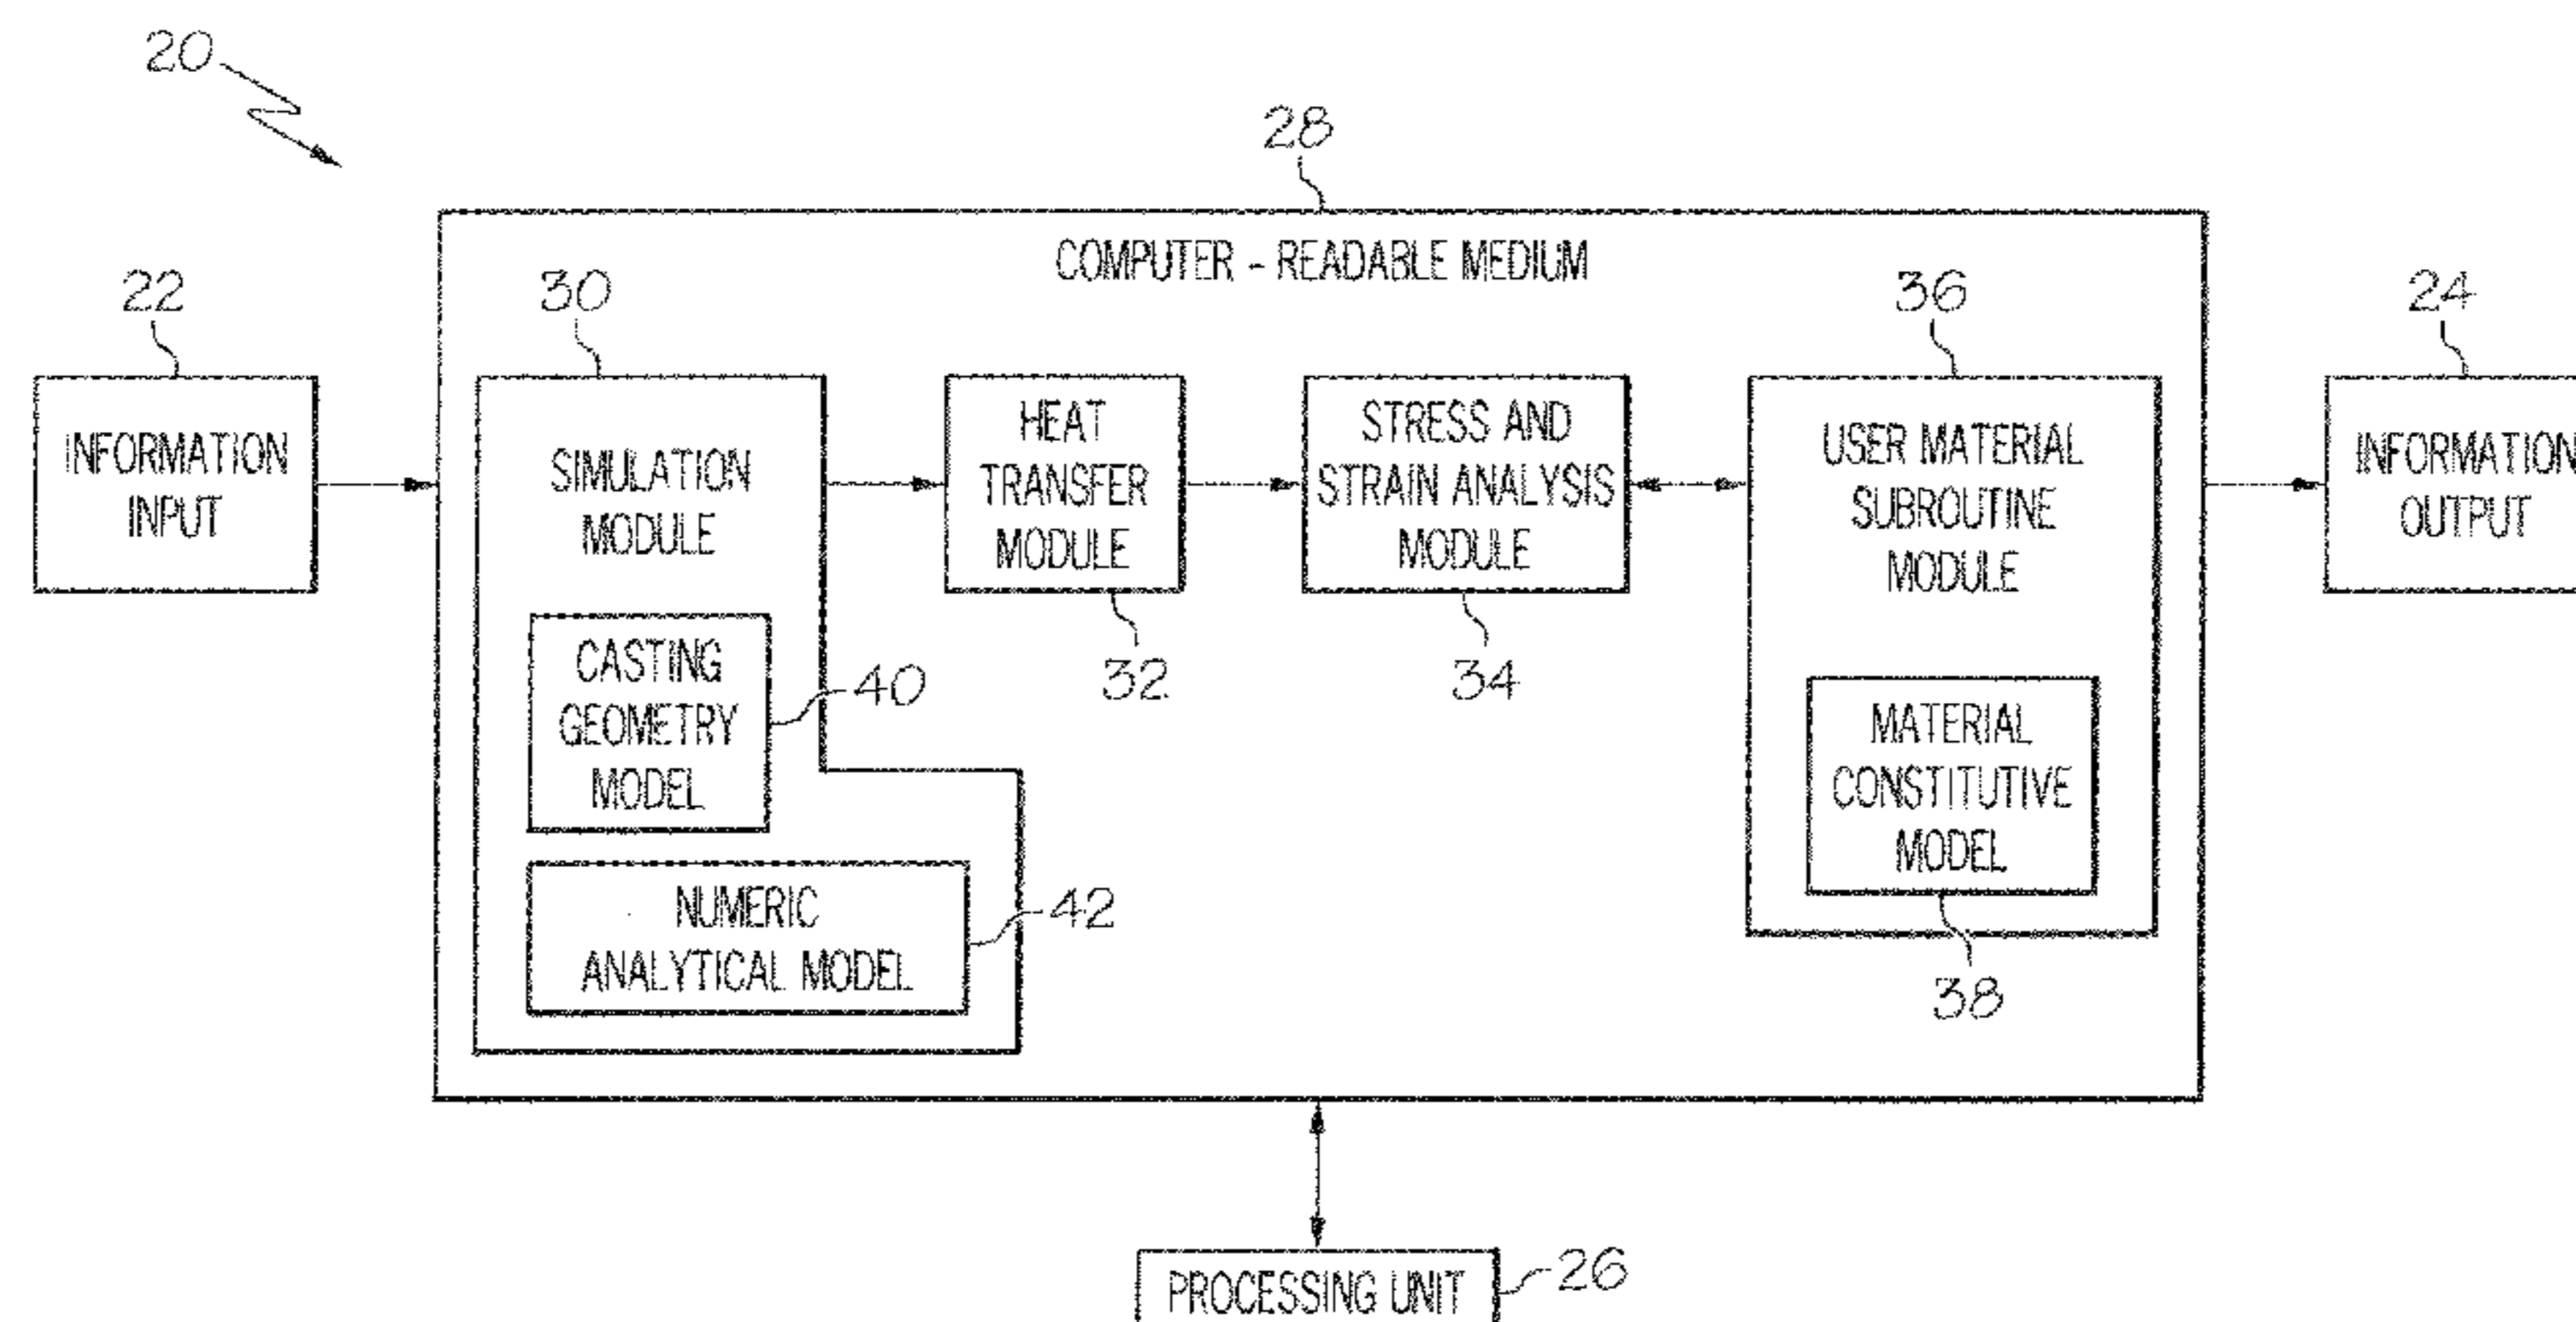 20
28
COMPUTER - READABLE MEDIUM
22
30
36
24
INFORMATION
INPUT
SIMULATION
MODULE
HEAT
TRANSFER
MODULE
32
STRESS AND
STRAIN ANALYSIS
MODULE
34
USER MATERIAL
SUBROUTINE
MODULE
INFORMATION
OUTPUT
CASTING
GEOMETRY
MODEL
40
NUMERIC
ANALYTICAL MODEL
42
MATERIAL
CONSTITUTIVE
MODEL
38
PROCESSING UNIT
26